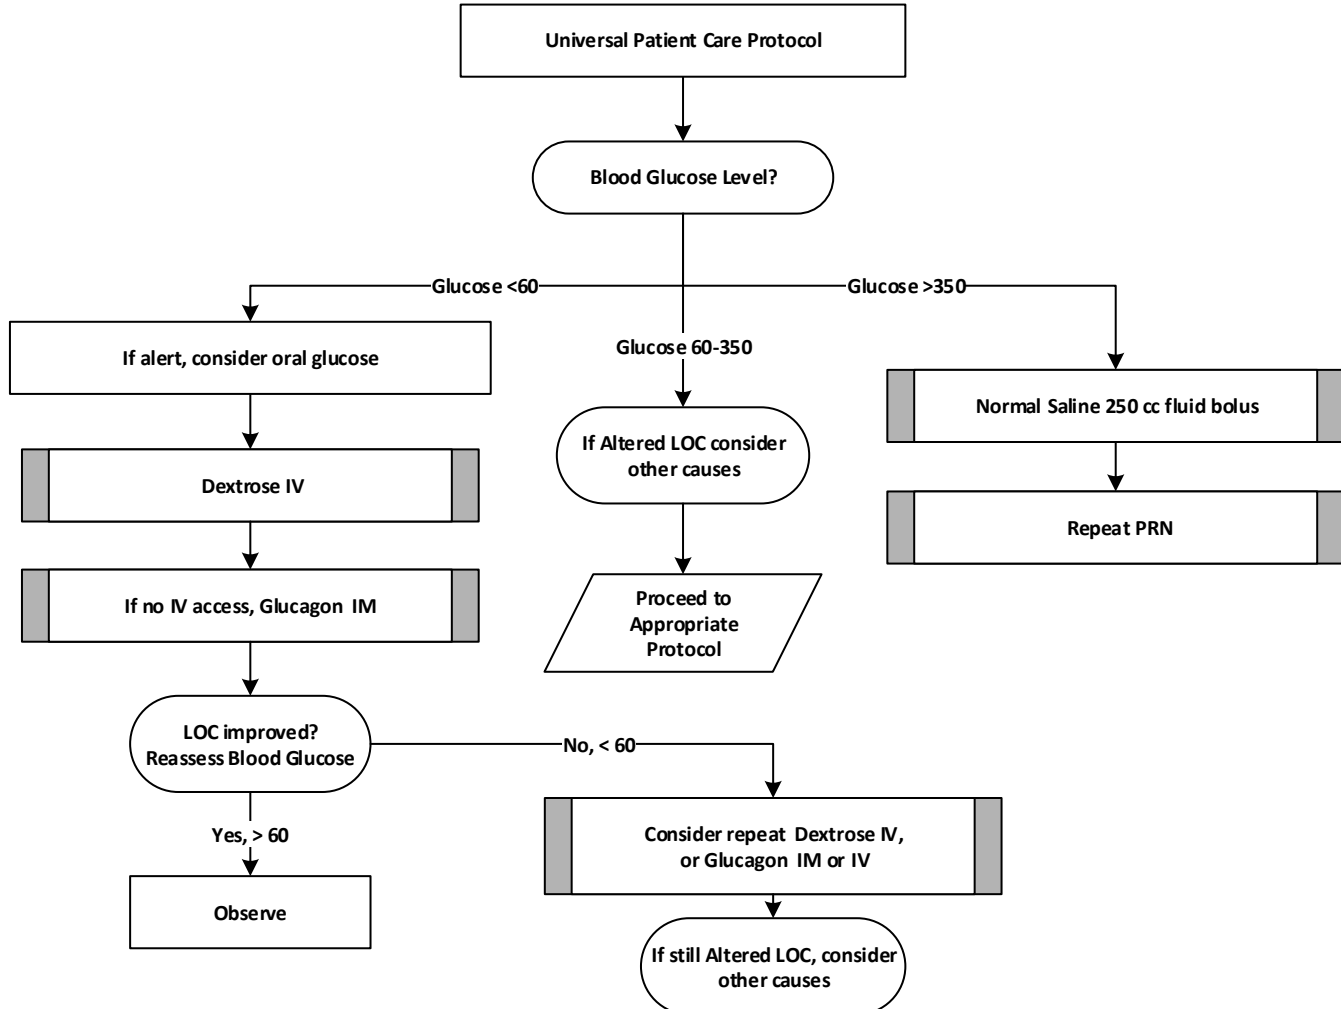 Universal Patient Care Protocol
Blood Glucose Level?
Glucose <60
Glucose >350
Glucose 60-350
If alert, consider oral glucose
Normal Saline 250 cc fluid bolus
If Altered LOC consider
other causes
Dextrose IV
Repeat PRN
If no IV access, Glucagon IM
Proceed to
Appropriate
Protocol
LOC improved?
Reassess Blood Glucose
No, < 60
Yes, > 60
Consider repeat Dextrose IV,
or Glucagon IM or IV
Observe
If still Altered LOC, consider
other causes